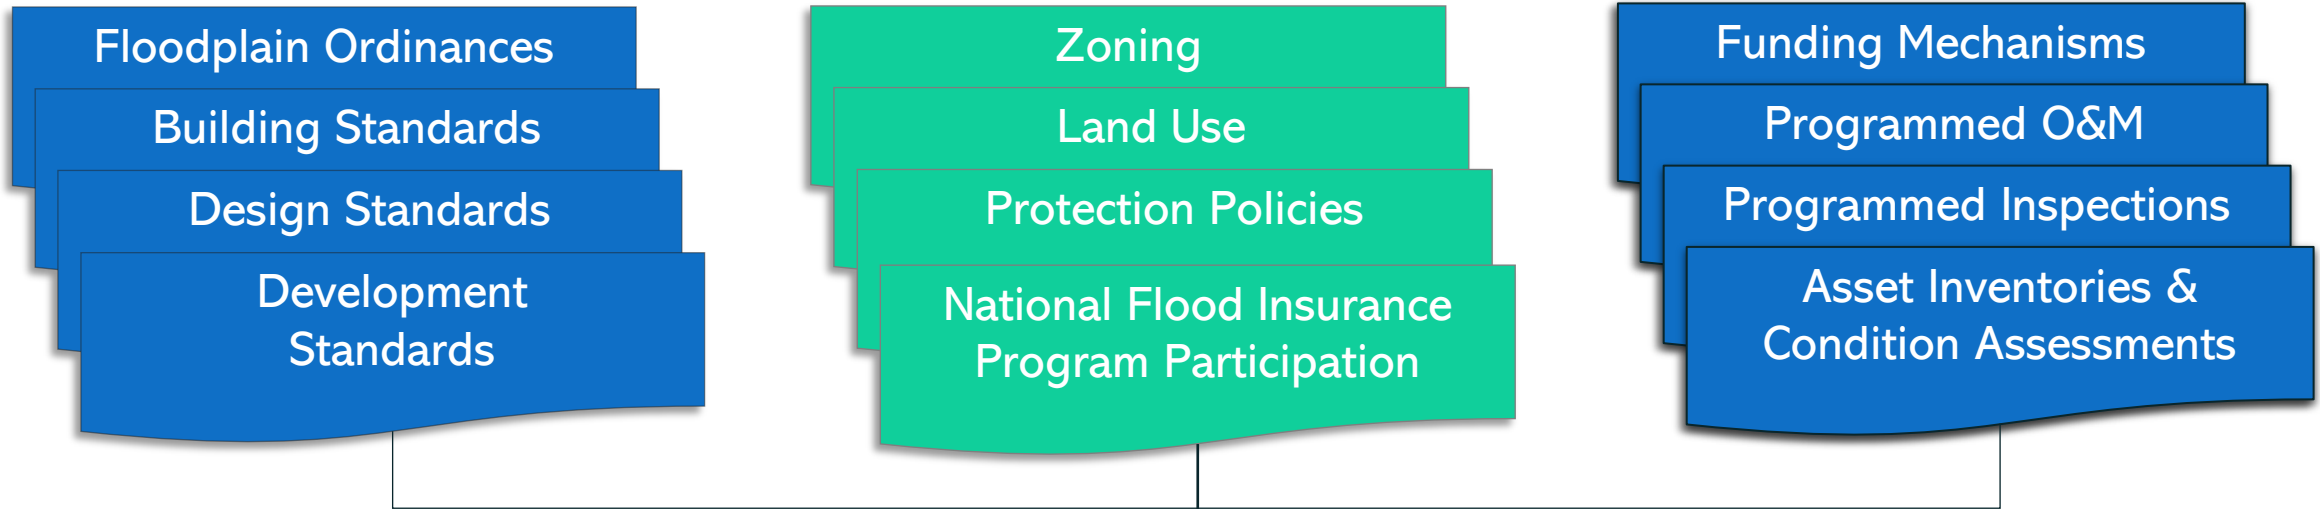 Floodplain Ordinances
Building Standards
Design Standards
Development
Standards
Zoning
Land Use
Protection Policies
National Flood Insurance
Program Participation
Funding Mechanisms
Programmed O&M
Programmed Inspections
Asset Inventories &
Condition Assessments